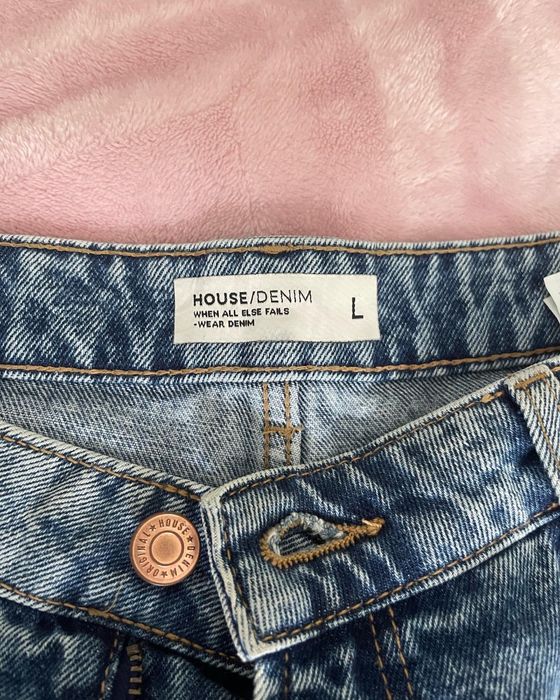 HOUSE/DENIM
WHEN ALL ELSE FAILS
-WEAR DENIM
L
ORIGINAL★HOUSE★DENIM★